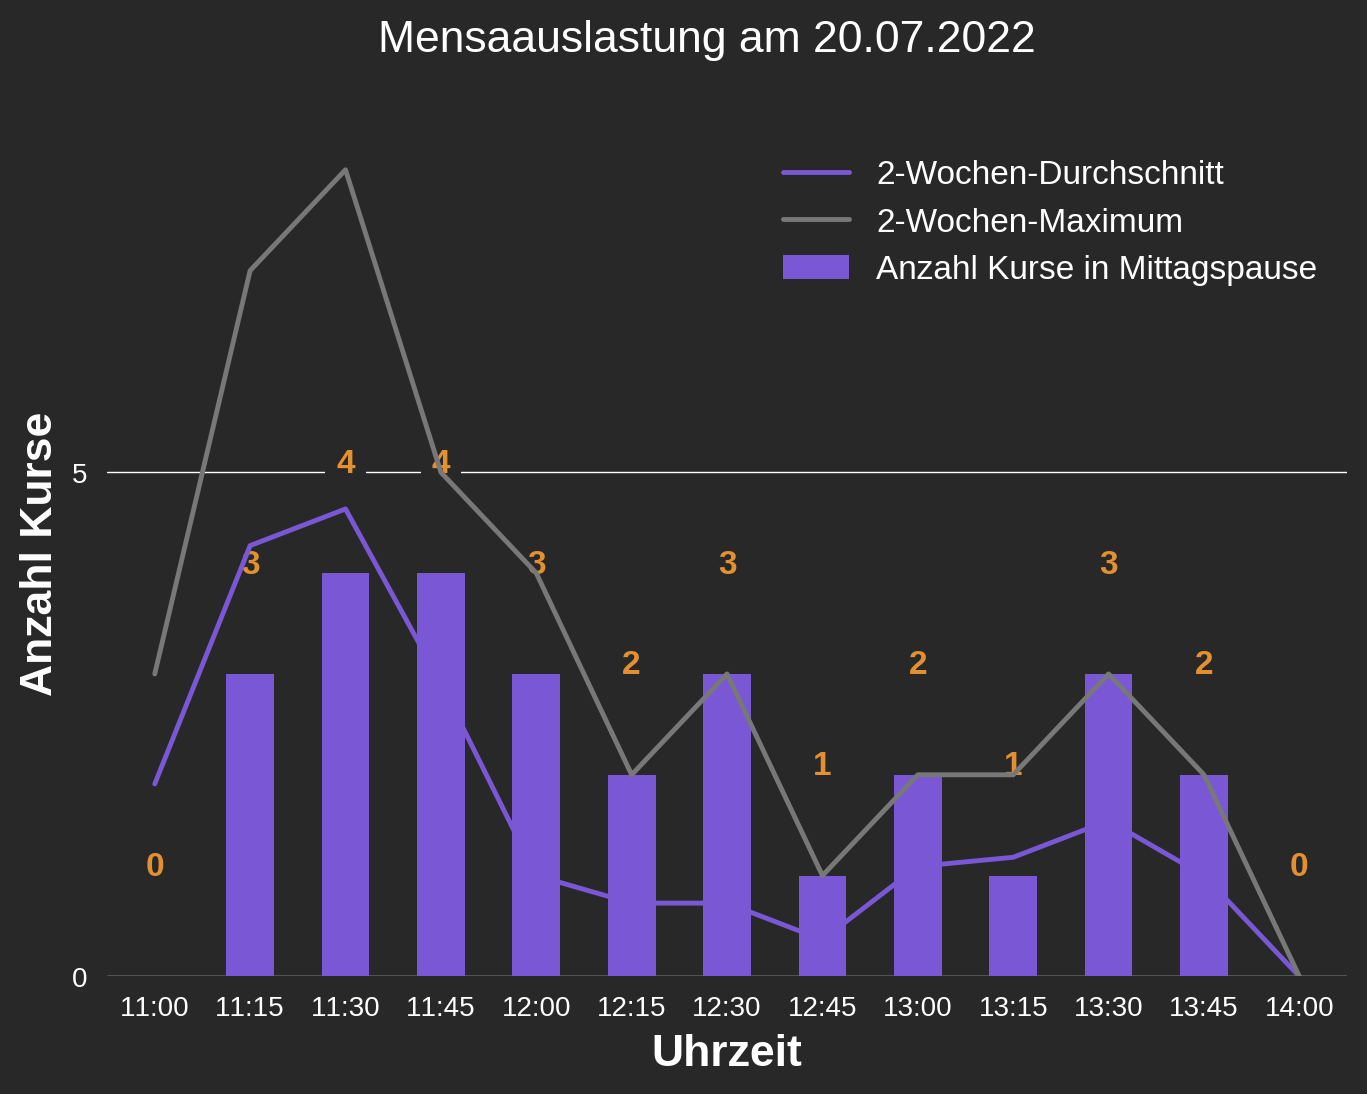 Mensaauslastung am 20.07.2022
2-Wochen-Durchschnitt
2-Wochen-Maximum
Anzahl Kurse in Mittagspause
Anzahl Kurse
5
0
4 4
3 3 3 3
2 2 2
1 1
0 0
11:00 11:15 11:30 11:45 12:00 12:15 12:30 12:45 13:00 13:15 13:30 13:45 14:00
Uhrzeit